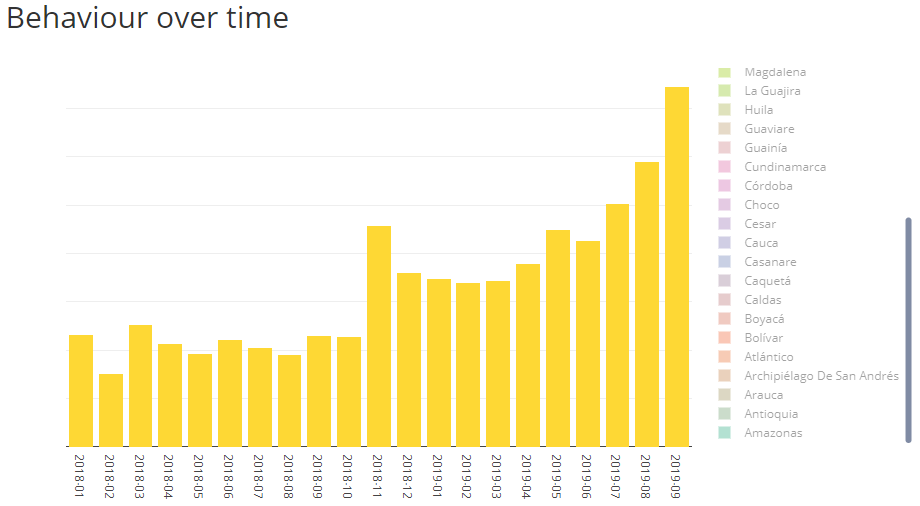 Behaviour over time
Magdalena
La Guajira
Huila
Guaviare
Guainía
Cundinamarca
Córdoba
Choco
Cesar
Cauca
Casanare
Caquetá
Caldas
Boyacá
Bolívar
Atlántico
Archipiélago De San Andrés
Arauca
Antioquia
Amazonas
2018-01
2018-02
2018-03
2018-04
2018-05
2018-06
2018-07
2018-08
2018-09
2018-10
2018-11
2018-12
2019-01
2019-02
2019-03
2019-04
2019-05
2019-06
2019-07
2019-08
2019-09